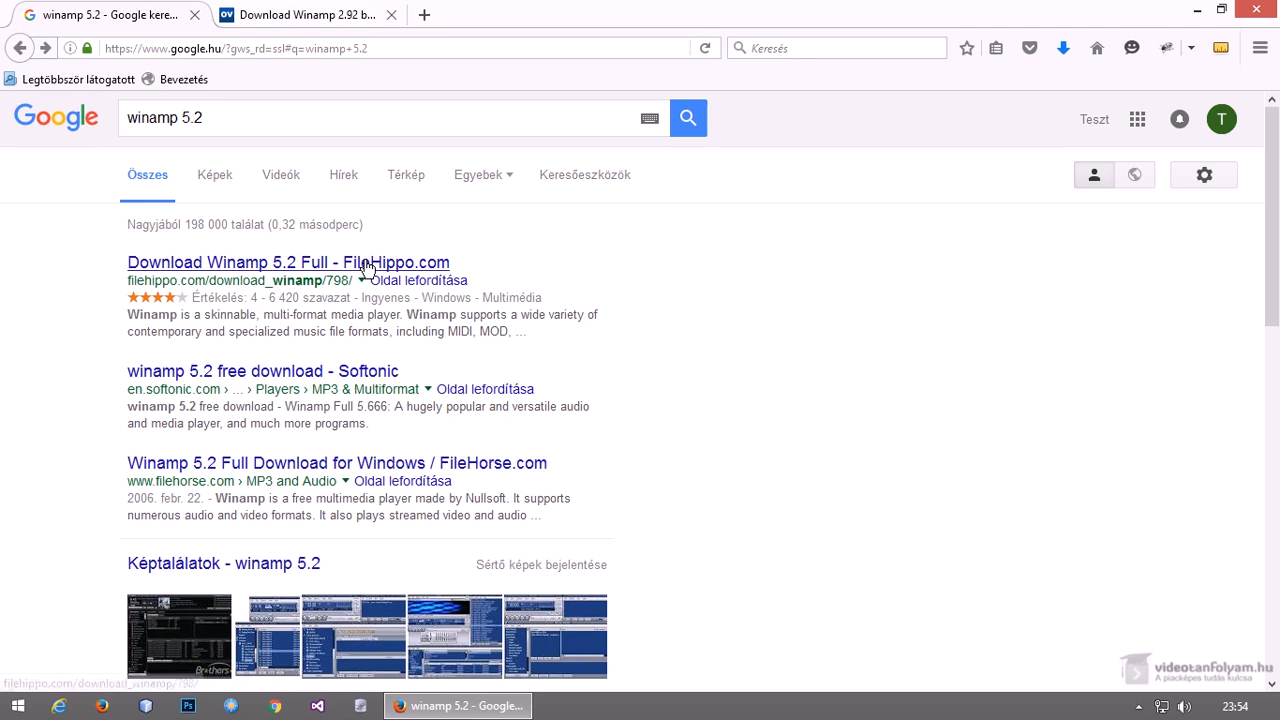 winamp 5.2 - Google kere...
Download Winamp 2.92 b...
https://www.google.hu/?gws_rd=ssl#q=winamp+5.2
Keresés
Legtöbbször látogatott
Bevezetés
Google
winamp 5.2
Teszt
T
Összes
Képek
Videók
Hírek
Térkép
Egyebek
Keresőeszközök
Nagyjából 198 000 találat (0,32 másodperc)
Download Winamp 5.2 Full - FileHippo.com
filehippo.com/download_winamp/798/ Oldal lefordítása
Értékelés: 4 - 6 420 szavazat - Ingyenes - Windows - Multimédia
Winamp is a skinnable, multi-format media player. Winamp supports a wide variety of
contemporary and specialized music file formats, including MIDI, MOD, ...
winamp 5.2 free download - Softonic
en.softonic.com › ... › Players › MP3 & Multiformat Oldal lefordítása
winamp 5.2 free download - Winamp Full 5.666: A hugely popular and versatile audio
and media player, and much more programs.
Winamp 5.2 Full Download for Windows / FileHorse.com
www.filehorse.com › MP3 and Audio Oldal lefordítása
2006. febr. 22. - Winamp is a free multimedia player made by Nullsoft. It supports
numerous audio and video formats. It also plays streamed video and audio ...
Képtalálatok - winamp 5.2
Sértő képek bejelentése
Brothers
videotanfolyam.hu
A piacképes tudás kulcsa
filehippo.com/download_winamp/798/
Ps
winamp 5.2 - Google...
23:54